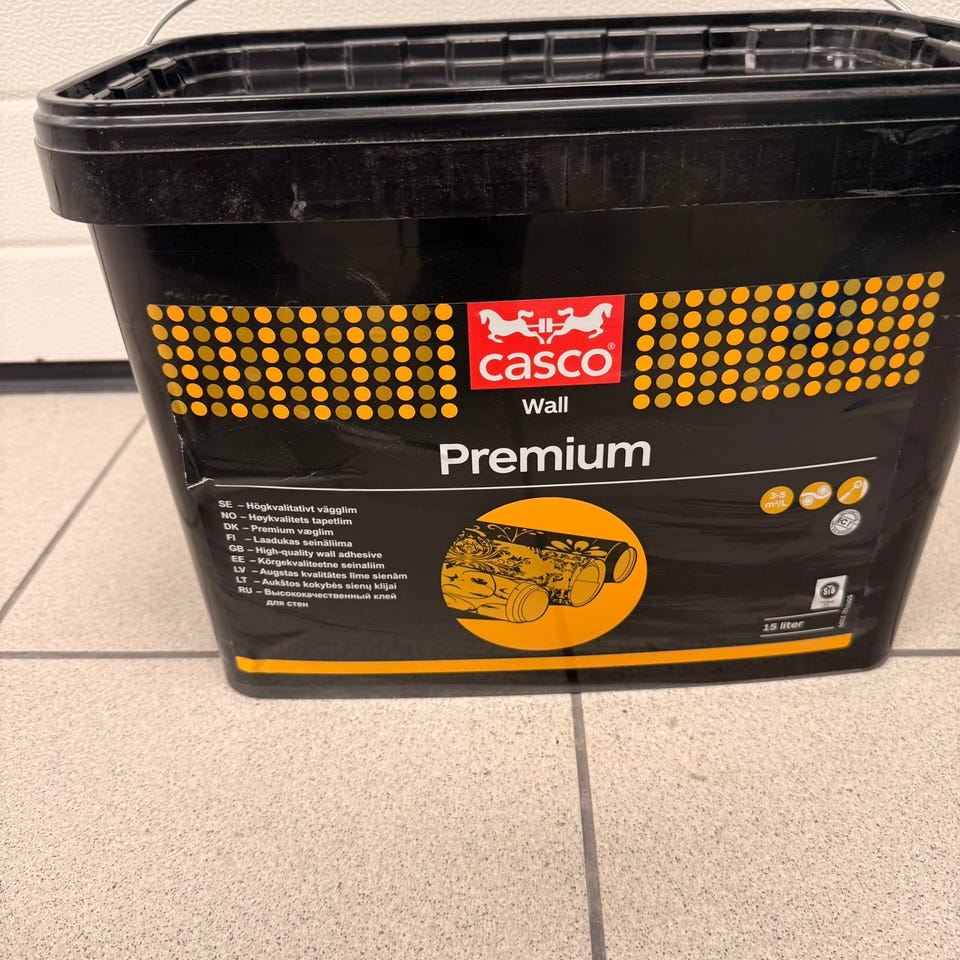 casco®
Wall
Premium
SE – Högkvalitativt vägglim
NO – Høykvalitets tapetlim
DK – Premium væglim
FI – Laadukas seinäliima
GB – High-quality wall adhesive
EE – Kõrgekvaliteetne seinaliim
LV – Augstas kvalitātes līme sienām
LT – Aukštos kokybės sienų klijai
RU – Высококачественный клей
для стен
3-5
m²/L
15 liter